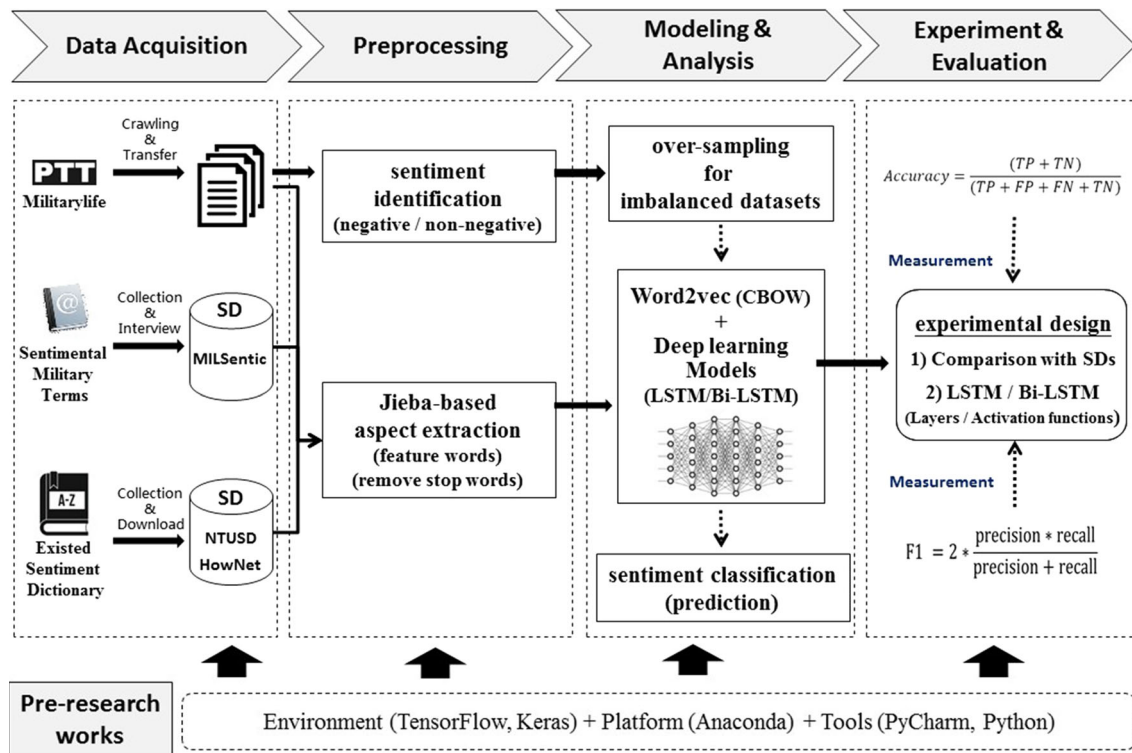 Data Acquisition
Preprocessing
Modeling &
Analysis
Experiment &
Evaluation
Crawling
&
Transfer
PTT
Militarylife
Collection
&
Interview
Sentimental
Military
Terms
SD
MILSentic
A-Z
Collection
&
Download
Existed
Sentiment
Dictionary
SD
NTUSD
HowNet
sentiment
identification
(negative / non-negative)
Jieba-based
aspect extraction
(feature words)
(remove stop words)
over-sampling
for
imbalanced datasets
Word2vec (CBOW)
+
Deep learning
Models
(LSTM/Bi-LSTM)
sentiment classification
(prediction)
Accuracy = (TP + TN) / (TP + FP + FN + TN)
Measurement
experimental design
1) Comparison with SDs
2) LSTM / Bi-LSTM
(Layers / Activation functions)
Measurement
F1 = 2 * precision * recall / precision + recall
Pre-research
works
Environment (TensorFlow, Keras) + Platform (Anaconda) + Tools (PyCharm, Python)